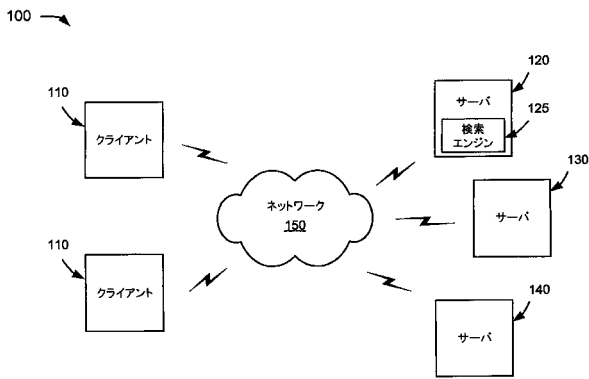 100
110
クライアント
110
クライアント
ネットワーク
150
120
サーバ
125
検索
エンジン
130
サーバ
140
サーバ